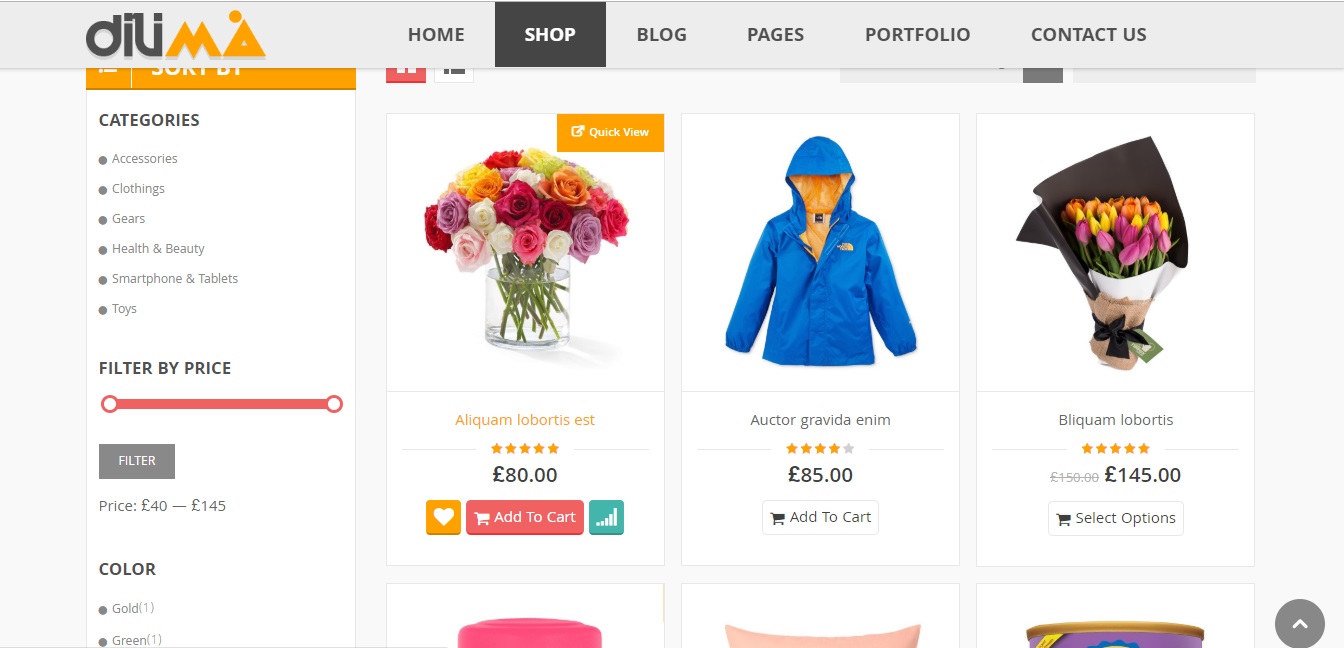 diliMA
HOME
SHOP
BLOG
PAGES
PORTFOLIO
CONTACT US
SORT BY
CATEGORIES
Accessories
Clothings
Gears
Health & Beauty
Smartphone & Tablets
Toys
FILTER BY PRICE
FILTER
Price: £40 — £145
COLOR
Gold(1)
Green(1)
Quick View
Aliquam lobortis est
£80.00
Add To Cart
Auctor gravida enim
£85.00
Add To Cart
Bliquam lobortis
£150.00 £145.00
Select Options